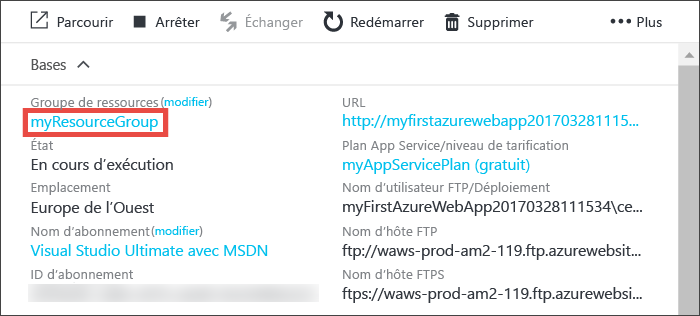 Parcourir Arrêter Échanger Redémarrer Supprimer ••• Plus
Bases
Groupe de ressources (modifier)
myResourceGroup
État
En cours d’exécution
Emplacement
Europe de l’Ouest
Nom d’abonnement (modifier)
Visual Studio Ultimate avec MSDN
ID d’abonnement
URL
http://myfirstazurewebapp201703281115...
Plan App Service/niveau de tarification
myAppServicePlan (gratuit)
Nom d’utilisateur FTP/Déploiement
myFirstAzureWebApp20170328111534\ce...
Nom d’hôte FTP
ftp://waws-prod-am2-119.ftp.azurewebsit...
Nom d’hôte FTPS
ftps://waws-prod-am2-119.ftp.azurewebsi...